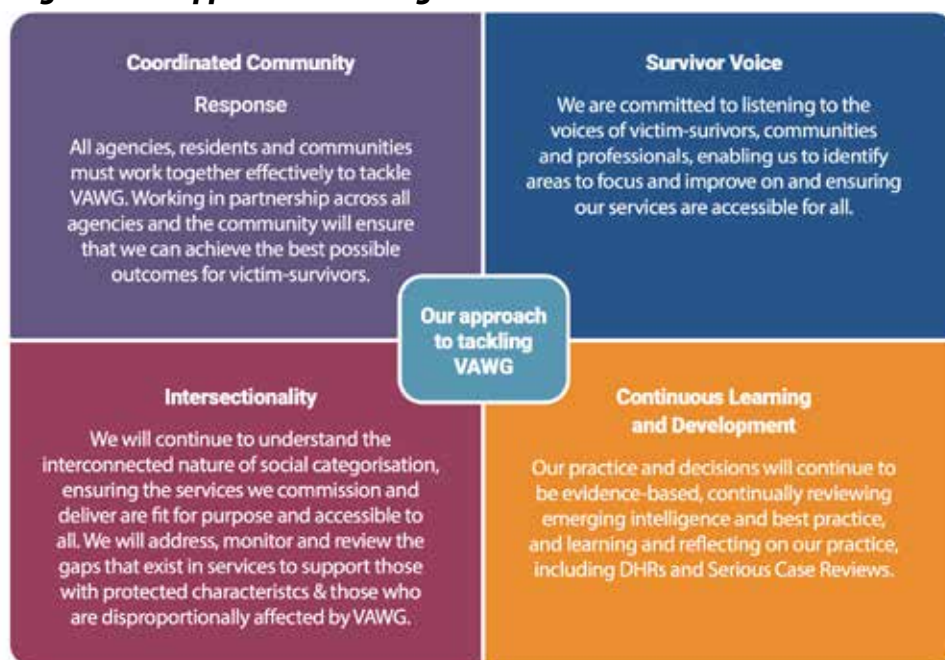 Coordinated Community
Response
All agencies, residents and communities
must work together effectively to tackle
VAWG. Working in partnership across all
agencies and the community will ensure
that we can achieve the best possible
outcomes for victim-survivors.
Survivor Voice
We are committed to listening to the
voices of victim-surivors, communities
and professionals, enabling us to identify
areas to focus and improve on and ensuring
our services are accessible for all.
Our approach
to tackling
VAWG
Intersectionality
We will continue to understand the
interconnected nature of social categorisation,
ensuring the services we commission and
deliver are fit for purpose and accessible to
all. We will address, monitor and review the
gaps that exist in services to support those
with protected characteristcs & those who
are disproportionally affected by VAWG.
Continuous Learning
and Development
Our practice and decisions will continue to
be evidence-based, continually reviewing
emerging intelligence and best practice,
and learning and reflecting on our practice,
including DHRs and Serious Case Reviews.